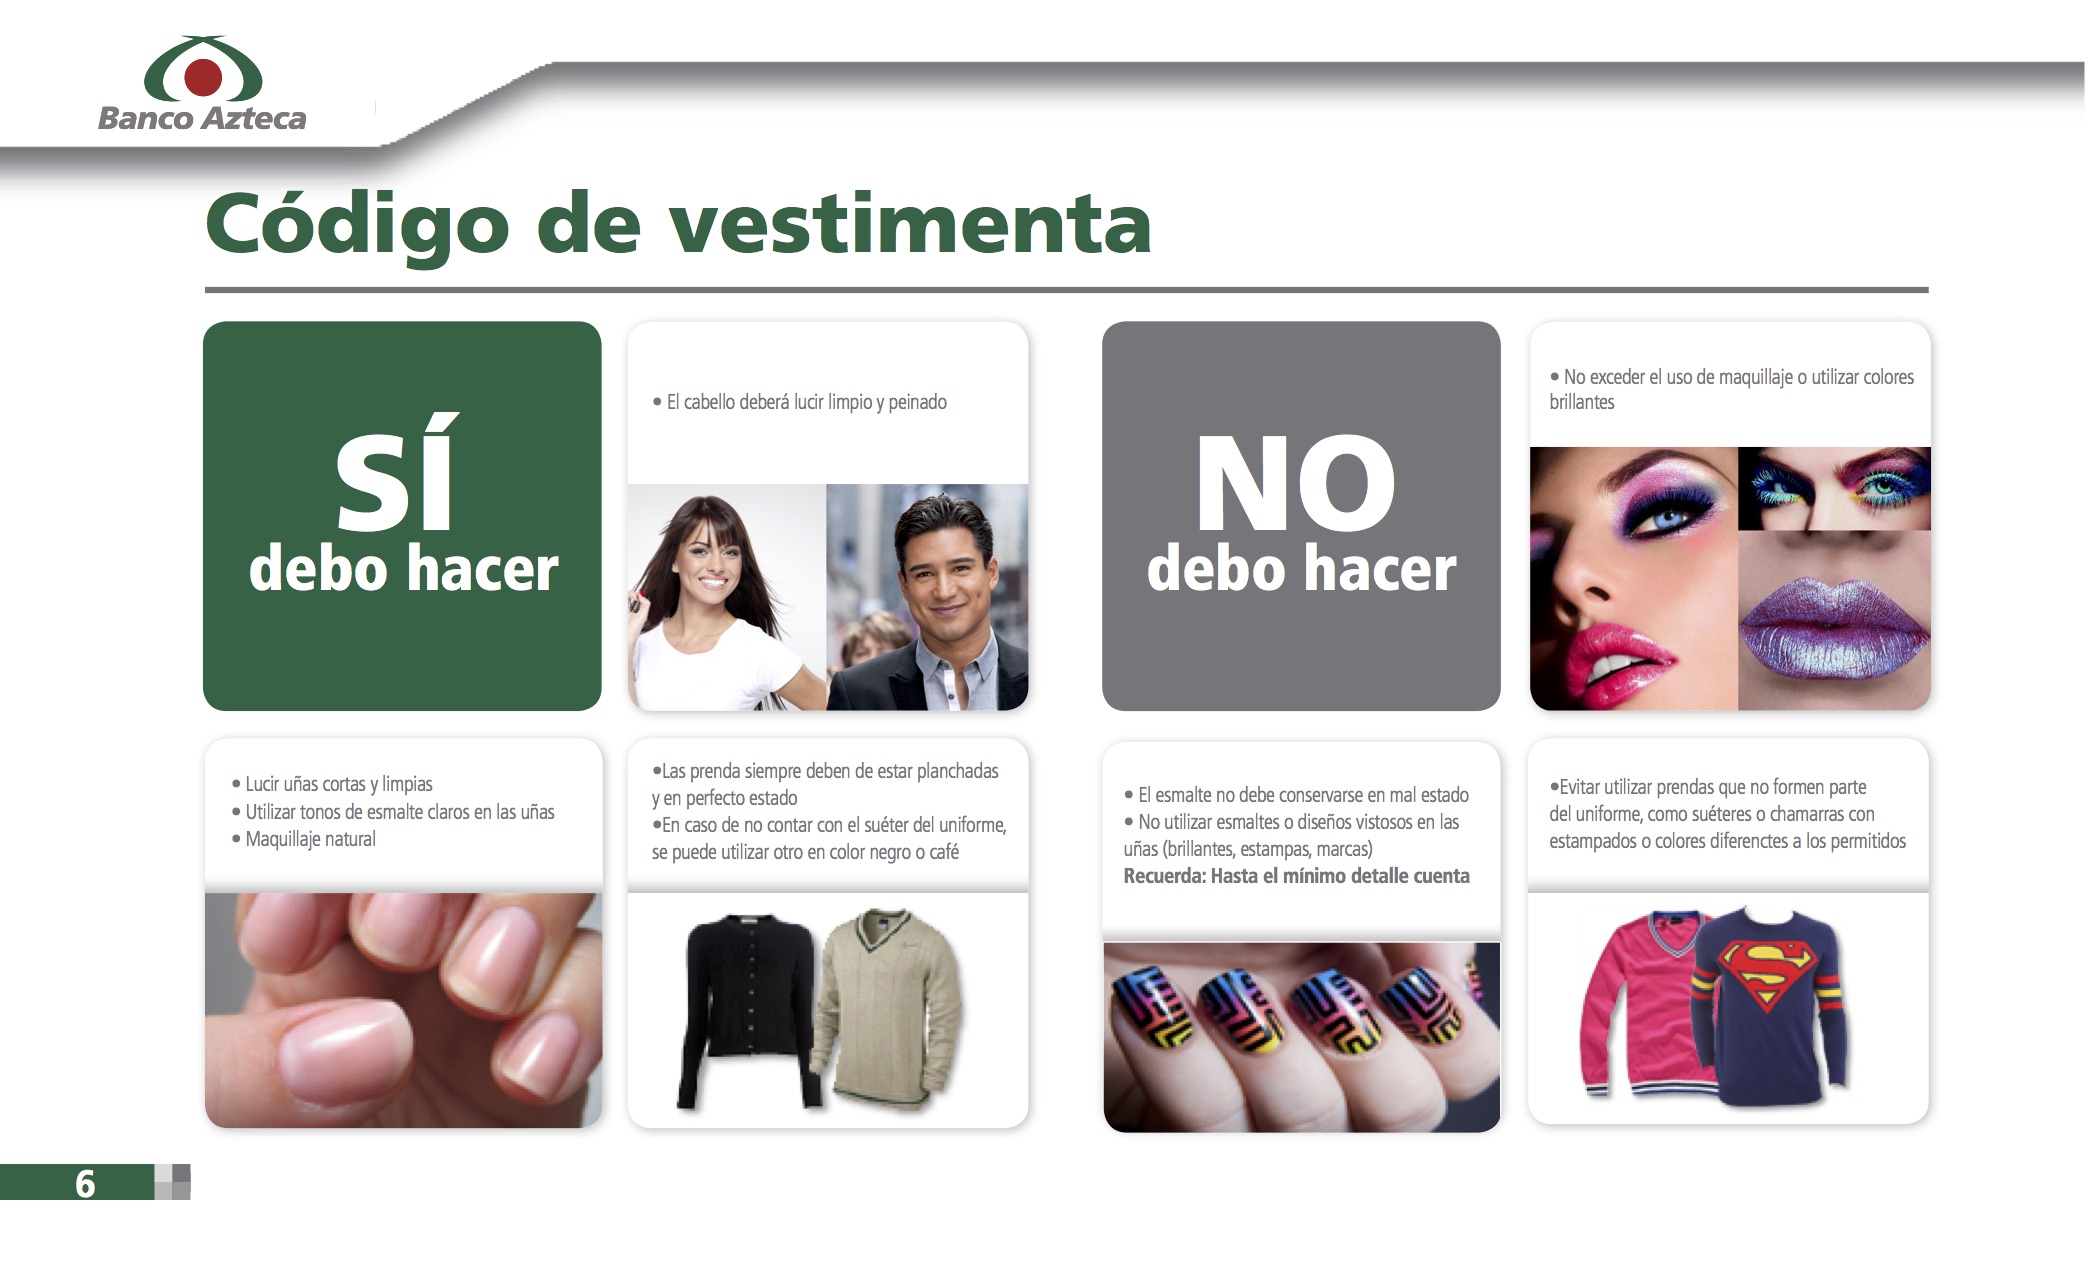 Banco Azteca
Código de vestimenta
SÍ
debo hacer
• El cabello deberá lucir limpio y peinado
NO
debo hacer
• No exceder el uso de maquillaje o utilizar colores
brillantes
• Lucir uñas cortas y limpias
• Utilizar tonos de esmalte claros en las uñas
• Maquillaje natural
•Las prenda siempre deben de estar planchadas
y en perfecto estado
•En caso de no contar con el suéter del uniforme,
se puede utilizar otro en color negro o café
• El esmalte no debe conservarse en mal estado
• No utilizar esmaltes o diseños vistosos en las
uñas (brillantes, estampas, marcas)
Recuerda: Hasta el mínimo detalle cuenta
•Evitar utilizar prendas que no formen parte
del uniforme, como suéteres o chamarras con
estampados o colores diferenctes a los permitidos
S
6